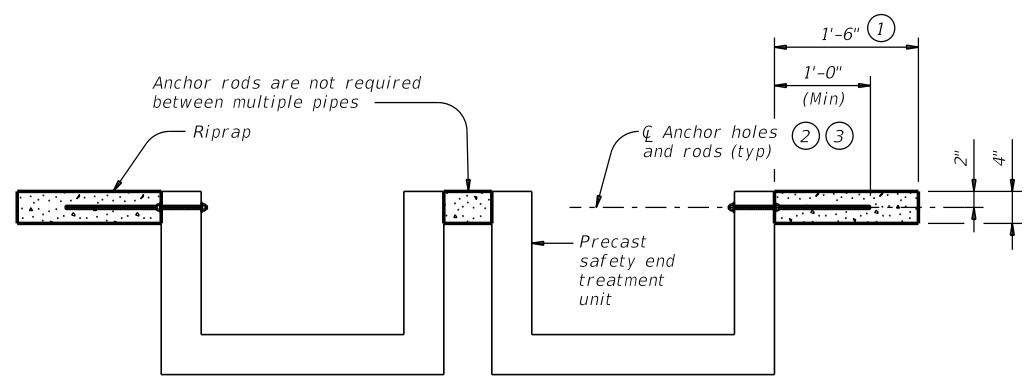 1'-6" 1
1'-0"
(Min)
Anchor rods are not required
between multiple pipes
Riprap
℄ Anchor holes 2 3
and rods (typ)
2"
4"
Precast
safety end
treatment
unit